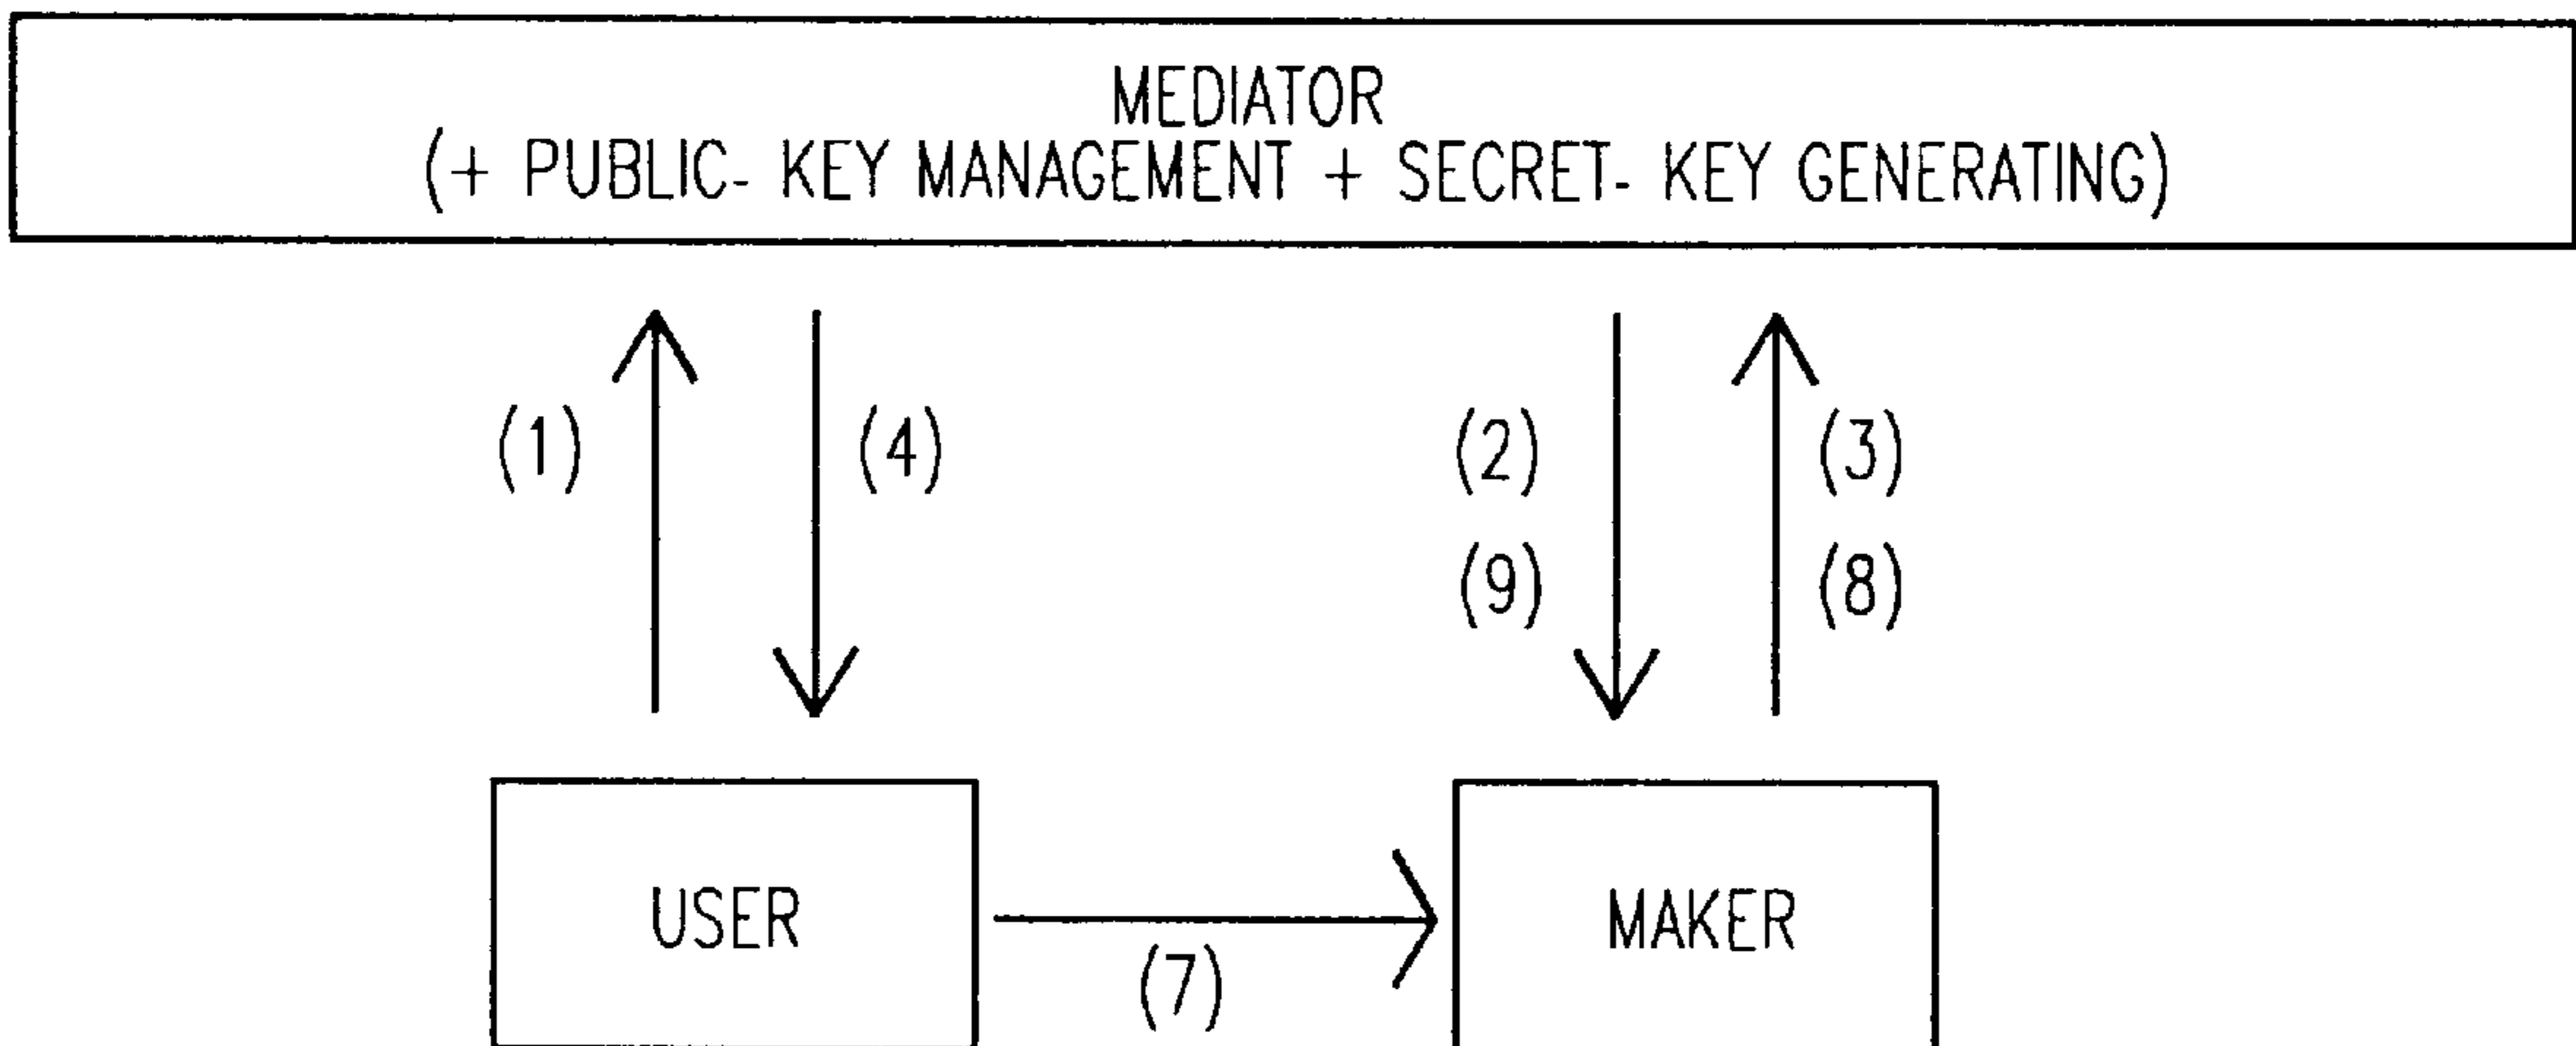 MEDIATOR
(+ PUBLIC- KEY MANAGEMENT + SECRET- KEY GENERATING)
(1) (4) (2) (3)
(9) (8)
USER MAKER
(7)